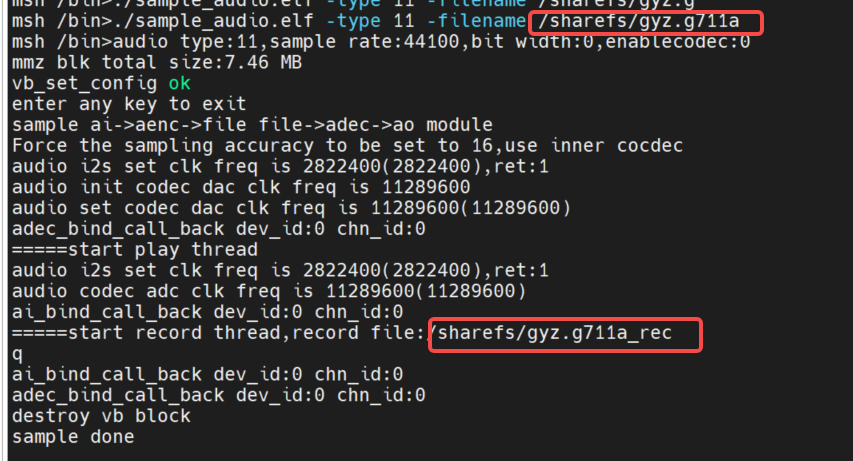 msh /bin>./sample_audio.elf -type 11 -filename /sharefs/gyz.g
msh /bin>./sample_audio.elf -type 11 -filename /sharefs/gyz.g711a
msh /bin>audio type:11,sample rate:44100,bit width:0,enablecodec:0
mmz blk total size:7.46 MB
vb_set_config ok
enter any key to exit
sample ai->aenc->file file->adec->ao module
Force the sampling accuracy to be set to 16,use inner cocdec
audio i2s set clk freq is 2822400(2822400),ret:1
audio init codec dac clk freq is 11289600
audio set codec dac clk freq is 11289600(11289600)
adec_bind_call_back dev_id:0 chn_id:0
=====start play thread
audio i2s set clk freq is 2822400(2822400),ret:1
audio codec adc clk freq is 11289600(11289600)
ai_bind_call_back dev_id:0 chn_id:0
=====start record thread,record file:/sharefs/gyz.g711a_rec
q
ai_bind_call_back dev_id:0 chn_id:0
adec_bind_call_back dev_id:0 chn_id:0
destroy vb block
sample done